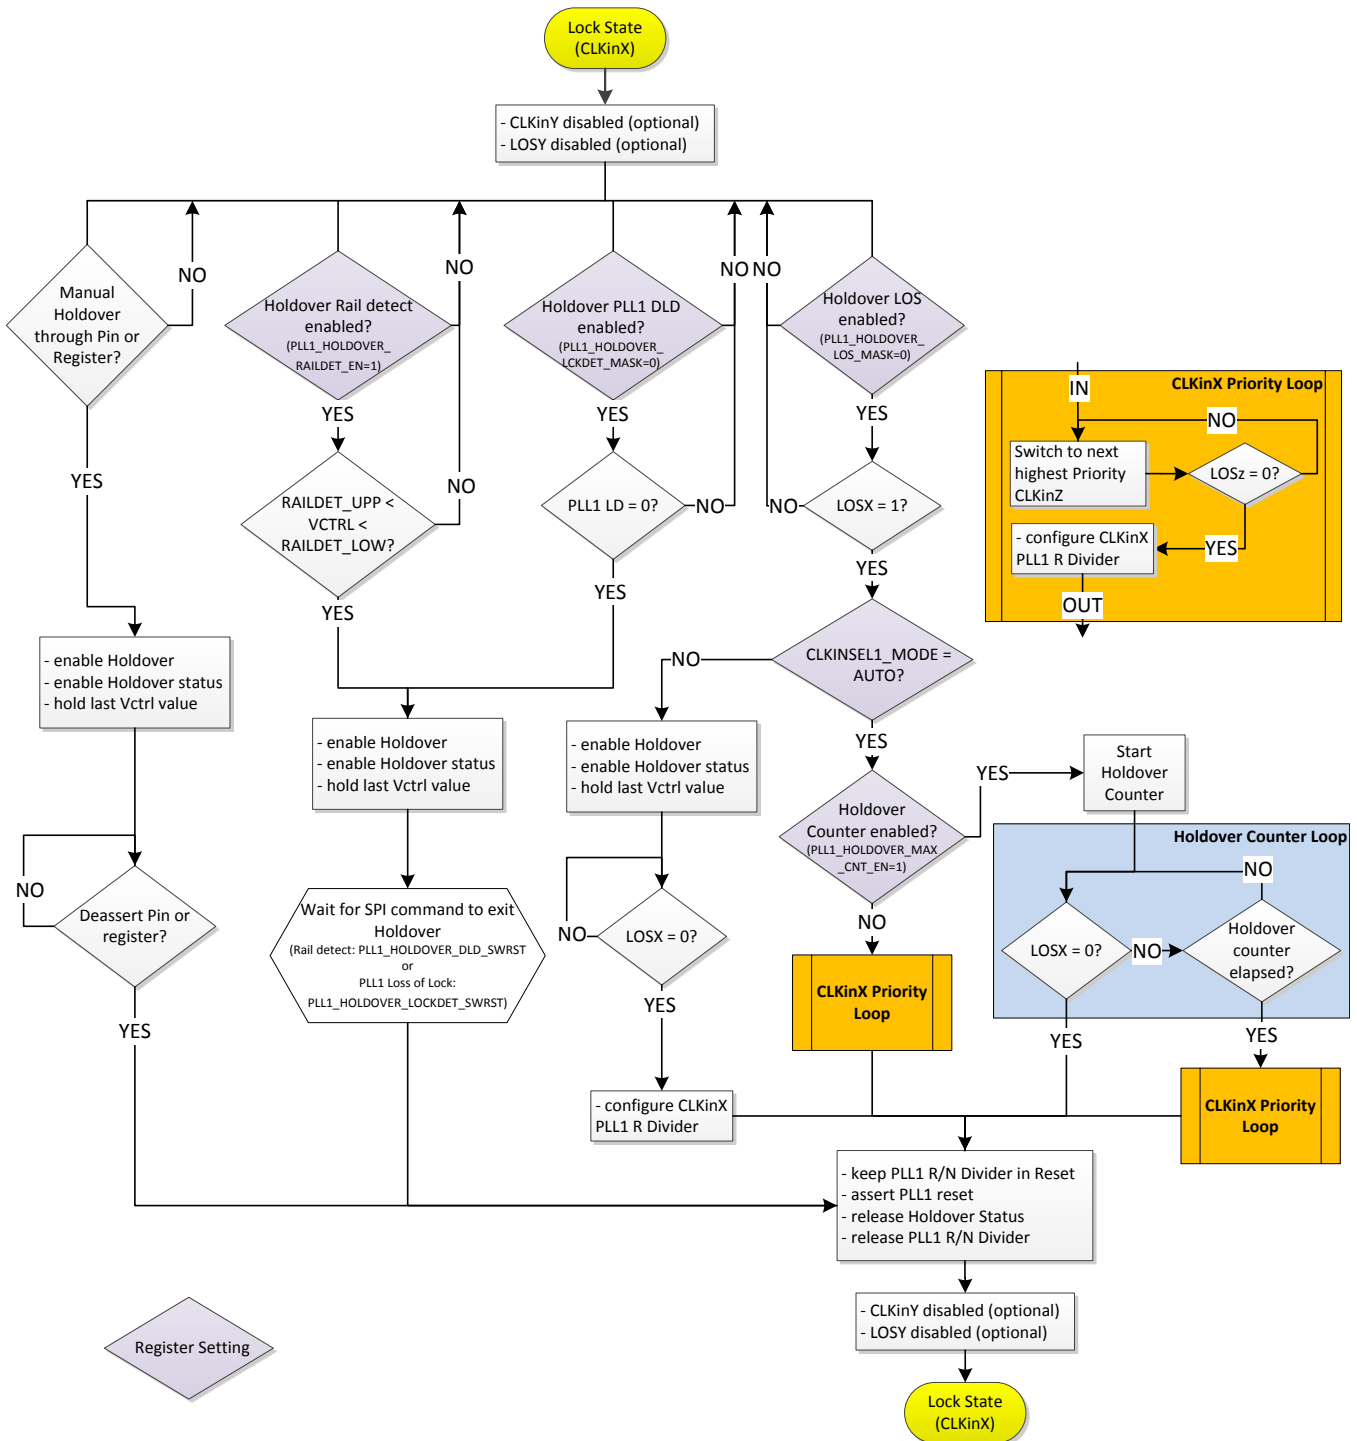 Lock State
(CLKinX)
- CLKinY disabled (optional)
- LOSY disabled (optional)
Manual
Holdover
through Pin or
Register?
NO
YES
Holdover Rail detect
enabled?
(PLL1_HOLDOVER_
RAILDET_EN=1)
NO
YES
RAILDET_UPP <
VCTRL <
RAILDET_LOW?
NO
YES
Holdover PLL1 DLD
enabled?
(PLL1_HOLDOVER_
LCKDET_MASK=0)
NO
YES
PLL1 LD = 0?
NO
YES
Holdover LOS
enabled?
(PLL1_HOLDOVER_
LOS_MASK=0)
NO
YES
LOSX = 1?
NO
YES
CLKinX Priority Loop
IN
NO
Switch to next
highest Priority
CLKinZ
LOSz = 0?
YES
- configure CLKinX
PLL1 R Divider
OUT
CLKINSEL1_MODE =
AUTO?
NO
YES
- enable Holdover
- enable Holdover status
- hold last Vctrl value
- enable Holdover
- enable Holdover status
- hold last Vctrl value
- enable Holdover
- enable Holdover status
- hold last Vctrl value
Holdover
Counter enabled?
(PLL1_HOLDOVER_MAX
_CNT_EN=1)
YES
NO
Start
Holdover
Counter
Holdover Counter Loop
NO
LOSX = 0?
NO
Holdover
counter
elapsed?
YES
YES
NO
Deassert Pin or
register?
YES
Wait for SPI command to exit
Holdover
(Rail detect: PLL1_HOLDOVER_DLD_SWRST
or
PLL1 Loss of Lock:
PLL1_HOLDOVER_LOCKDET_SWRST)
NO
LOSX = 0?
YES
CLKinX Priority
Loop
CLKinX Priority
Loop
- configure CLKinX
PLL1 R Divider
- keep PLL1 R/N Divider in Reset
- assert PLL1 reset
- release Holdover Status
- release PLL1 R/N Divider
- CLKinY disabled (optional)
- LOSY disabled (optional)
Register Setting
Lock State
(CLKinX)